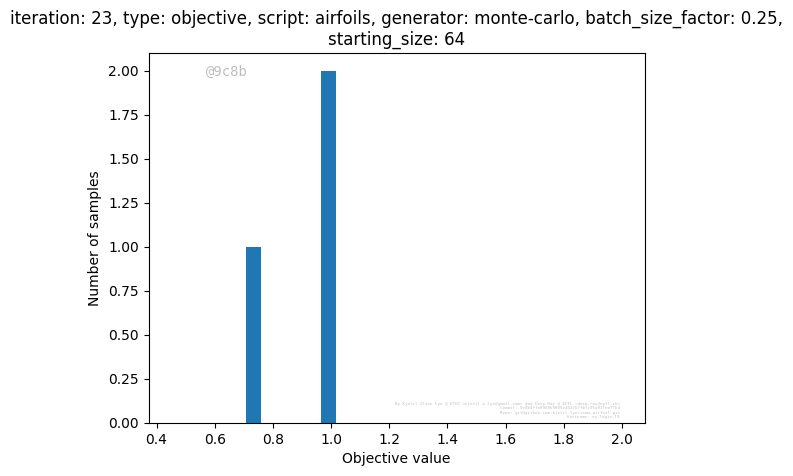 iteration: 23, type: objective, script: airfoils, generator: monte-carlo, batch_size_factor: 0.25,
starting_size: 64
@9c8b
2.00
1.75
1.50
1.25
1.00
0.75
0.50
0.25
0.00
Number of samples
0.4 0.6 0.8 1.0 1.2 1.4 1.6 1.8 2.0
Objective value